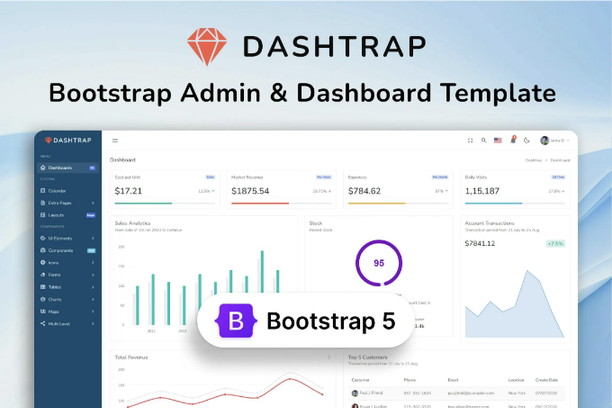 DASHTRAP
Bootstrap Admin & Dashboard Template
DASHTRAP
Dashboard
Dashboards
Calendar
Extra Pages
Layouts
UI Elements
Components
Icons
Forms
Tables
Charts
Maps
Multi Level
Cost per Unit
$17.21
Market Revenue
$1875.54
Expenses
$784.62
Daily Visits
1,15,187
Sales Analytics
Stock
95
Account Transactions
$7841.12
+7.5%
B Bootstrap 5
Total Revenue
Top 5 Customers
Customer Phone Email Location Create Date